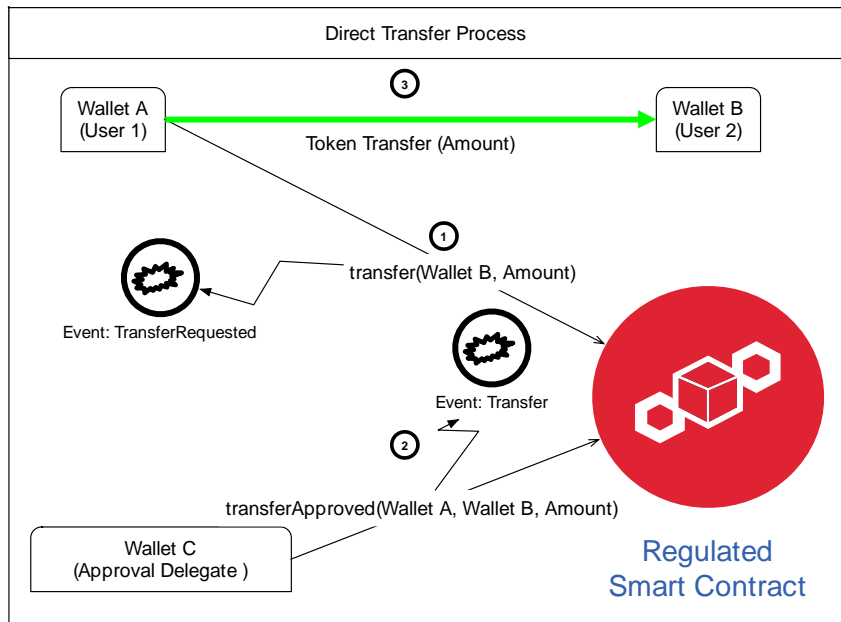 Direct Transfer Process
3
Wallet A
(User 1)
Wallet B
(User 2)
Token Transfer (Amount)
1
transfer(Wallet B, Amount)
Event: TransferRequested
Event: Transfer
2
transferApproved(Wallet A, Wallet B, Amount)
Wallet C
(Approval Delegate )
Regulated
Smart Contract